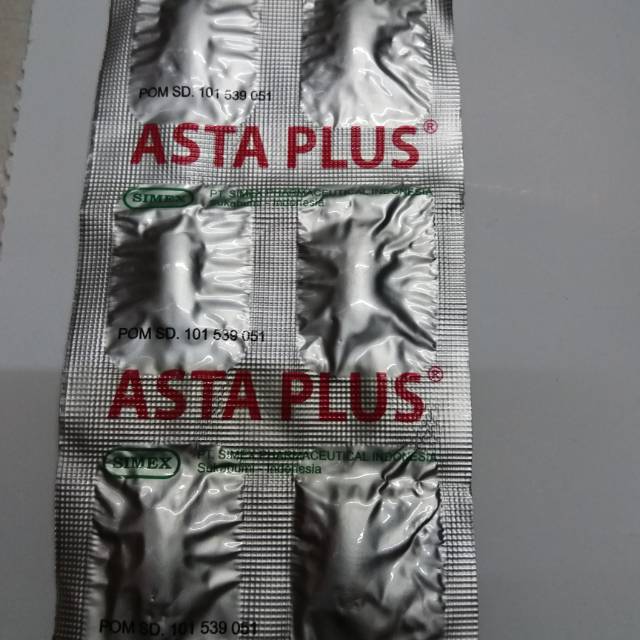 POM SD. 101 539 051
ASTA PLUS®
SIMEX PT. SIMEX PHARMACEUTICAL INDONESIA
Sukabumi - Indonesia
POM SD. 101 539 051
ASTA PLUS®
SIMEX PT. SIMEX PHARMACEUTICAL INDONESIA
Sukabumi - Indonesia
POM SD. 101 539 051